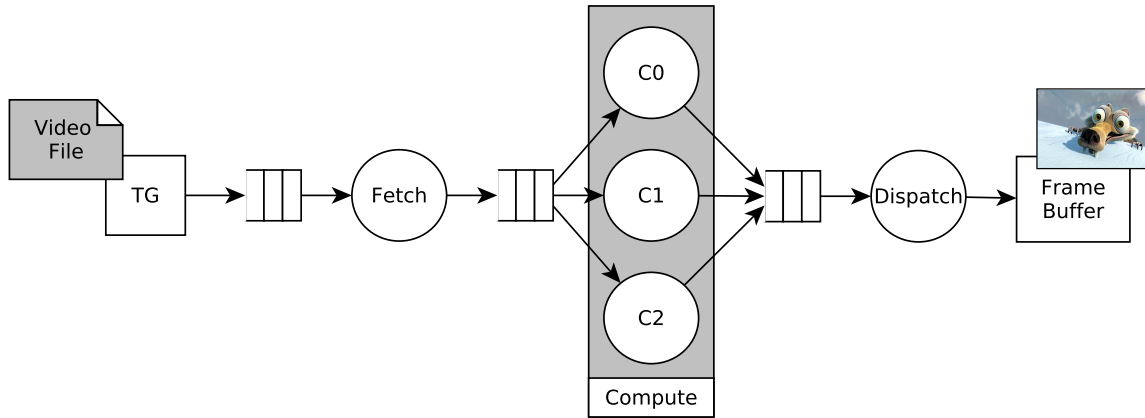 Video
File
TG
Fetch
C0
C1
C2
Compute
Dispatch
Frame
Buffer